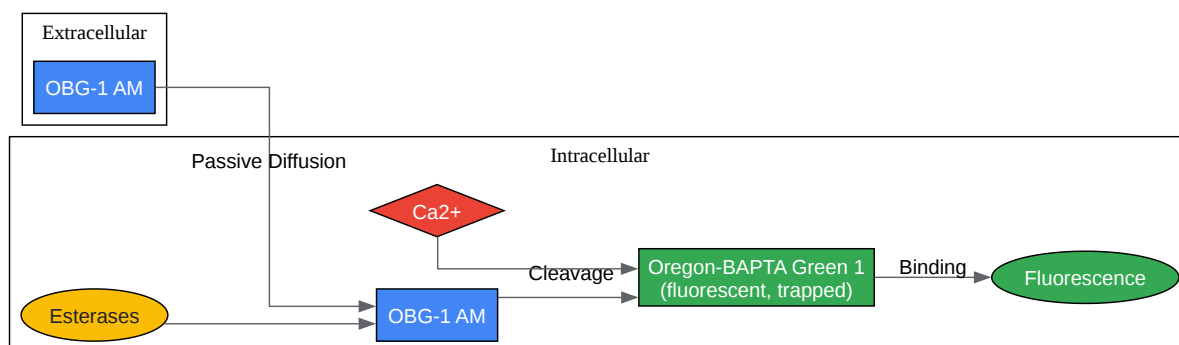 Extracellular
OBG-1 AM
Passive Diffusion
Intracellular
Ca2+
Cleavage
Oregon-BAPTA Green 1
(fluorescent, trapped)
Binding
Fluorescence
Esterases
OBG-1 AM